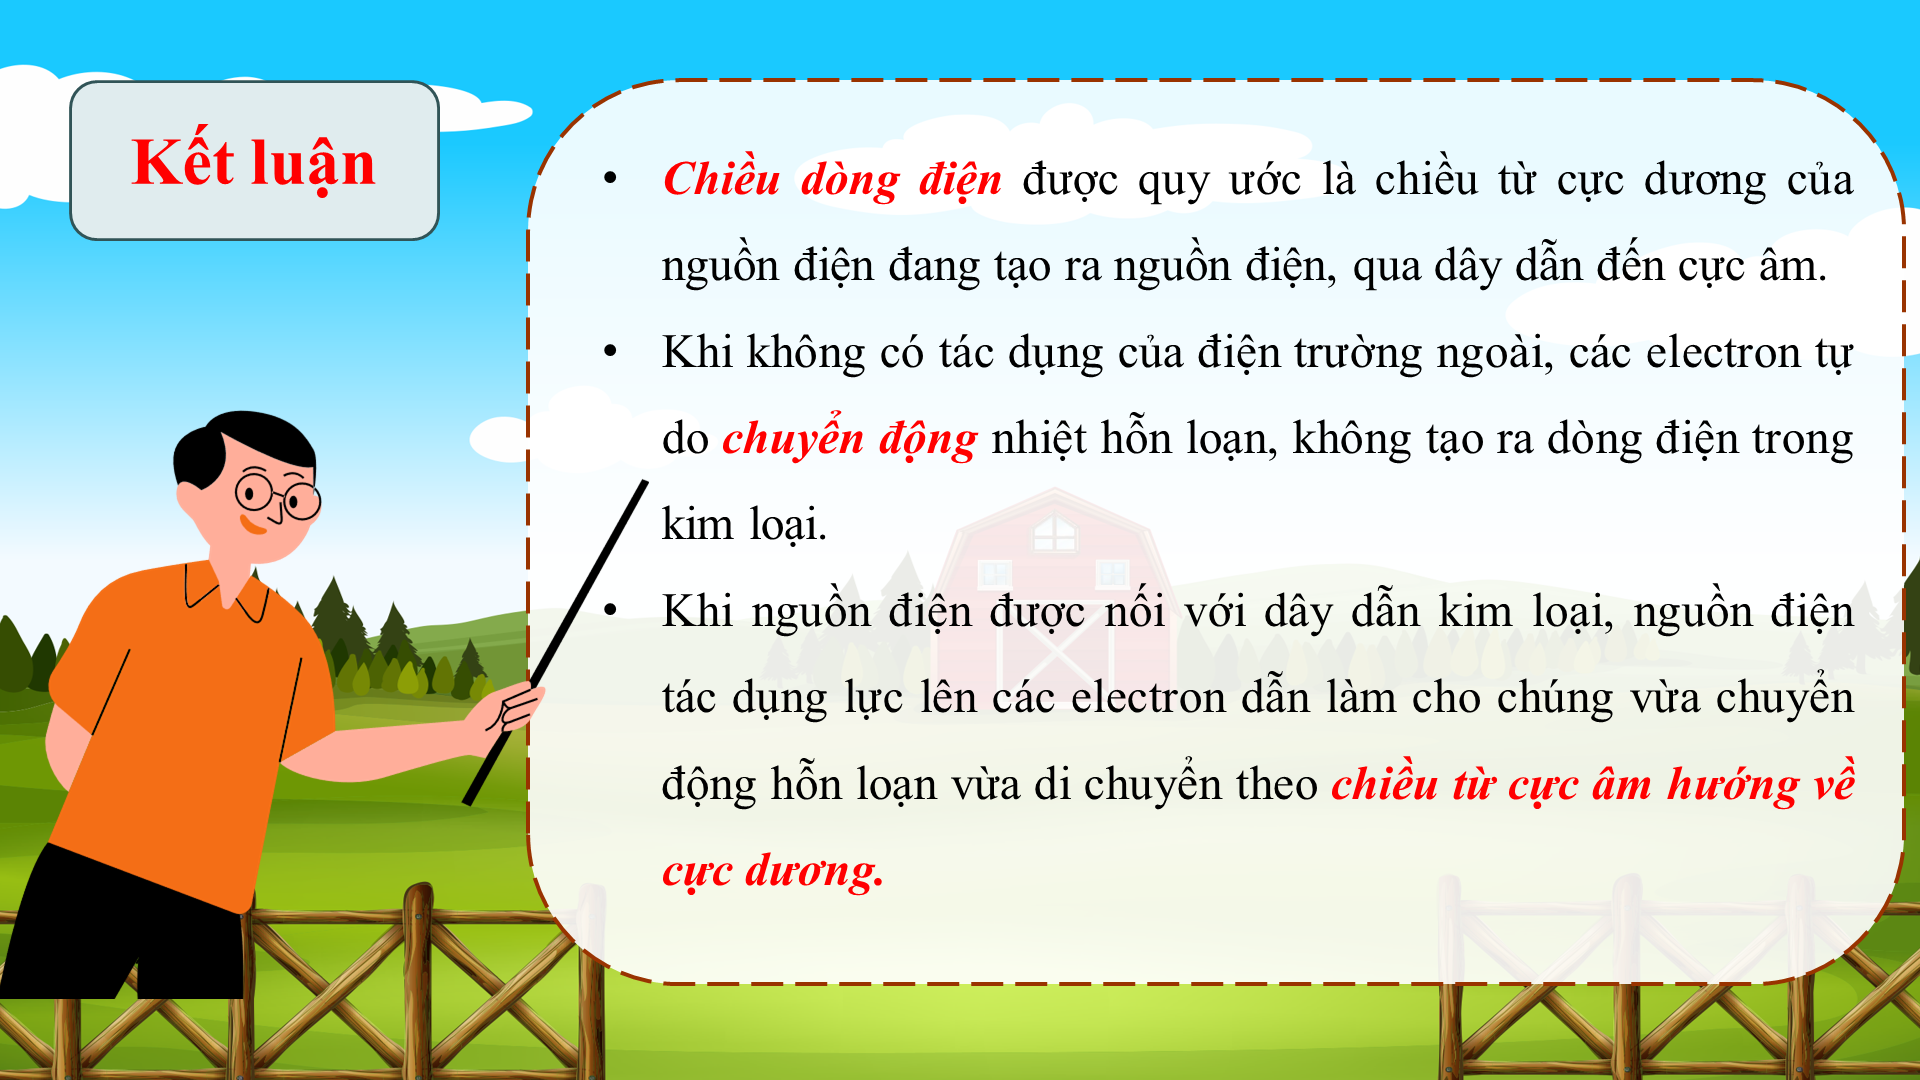 Kết luận
• Chiều dòng điện được quy ước là chiều từ cực dương của
nguồn điện đang tạo ra nguồn điện, qua dây dẫn đến cực âm.
• Khi không có tác dụng của điện trường ngoài, các electron tự
do chuyển động nhiệt hỗn loạn, không tạo ra dòng điện trong
kim loại.
• Khi nguồn điện được nối với dây dẫn kim loại, nguồn điện
tác dụng lực lên các electron dẫn làm cho chúng vừa chuyển
động hỗn loạn vừa di chuyển theo chiều từ cực âm hướng về
cực dương.